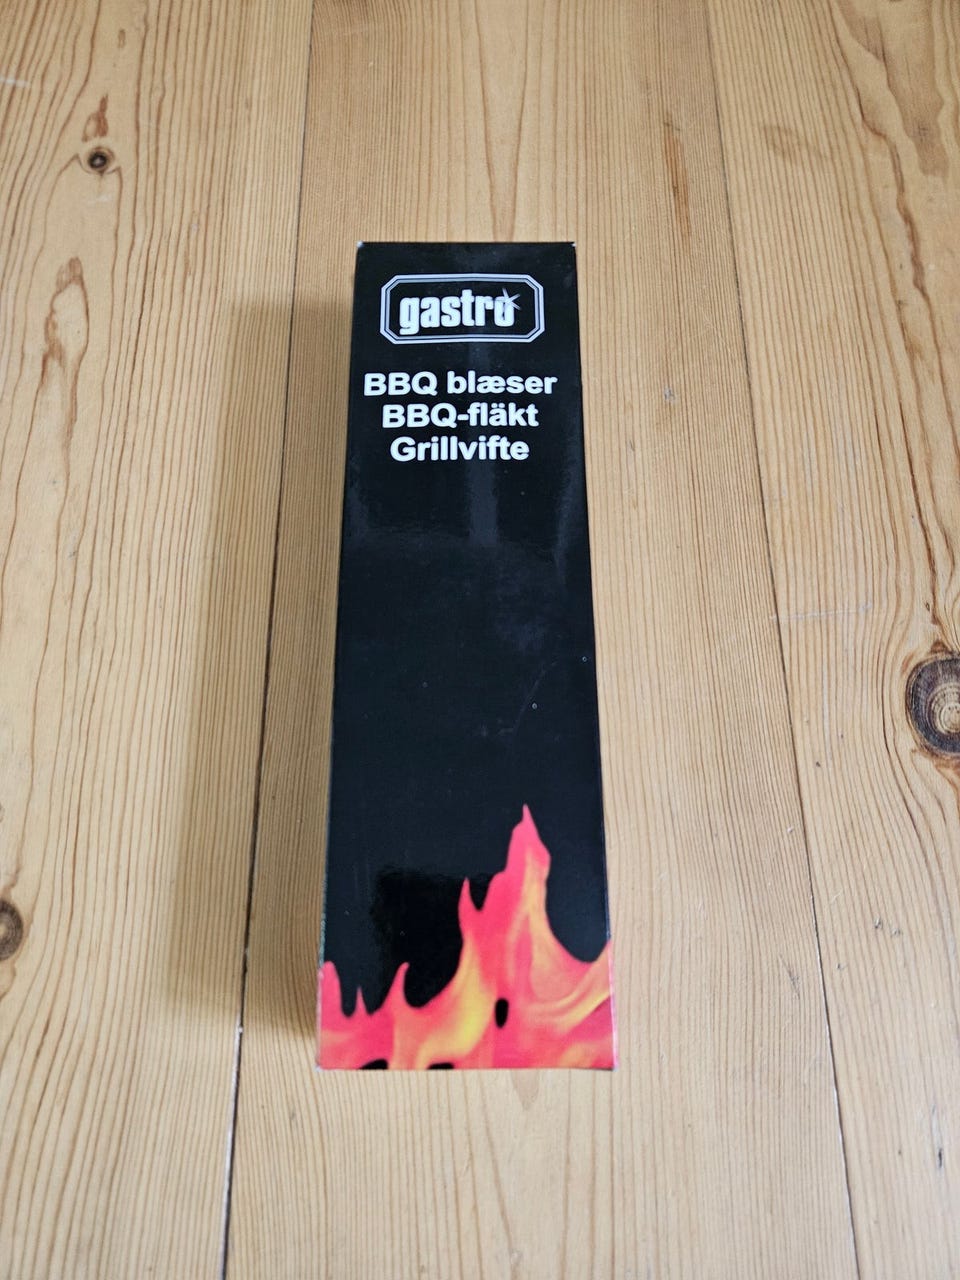 gastro
BBQ blæser
BBQ-fläkt
Grillvifte